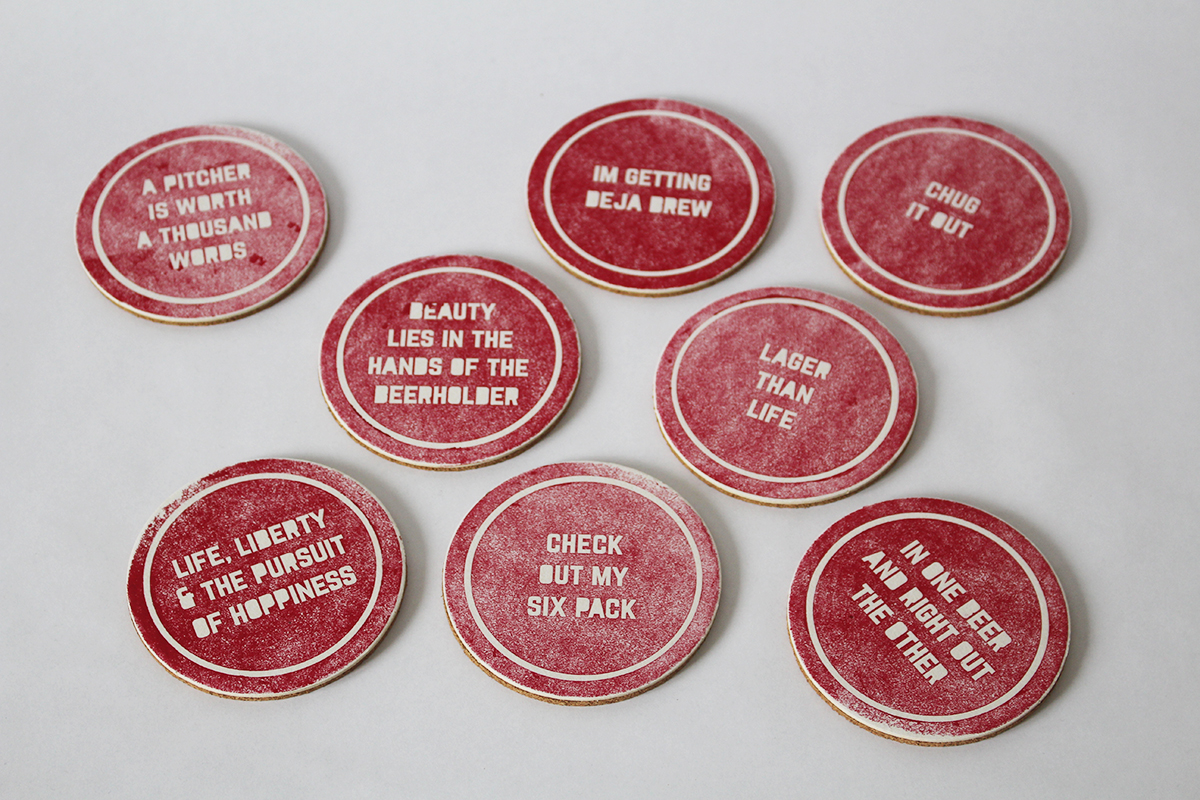 A PITCHER
IS WORTH
A THOUSAND
WORDS
IM GETTING
DEJA BREW
CHUG
IT OUT
BEAUTY
LIES IN THE
HANDS OF THE
BEERHOLDER
LAGER
THAN
LIFE
LIFE, LIBERTY
& THE PURSUIT
OF HOPPINESS
CHECK
OUT MY
SIX PACK
IN ONE BEER
AND RIGHT OUT
THE OTHER